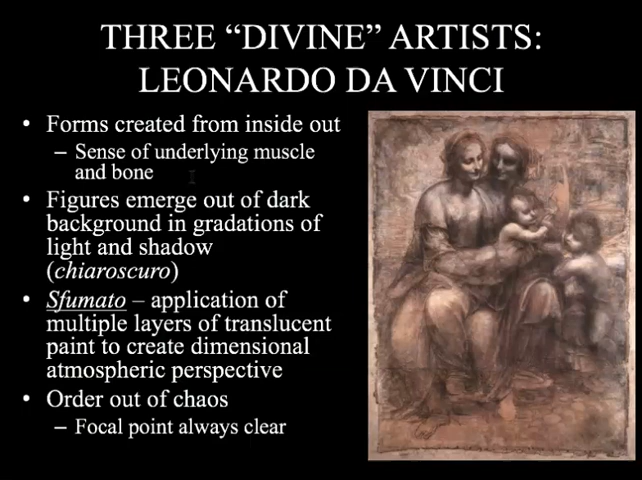 THREE “DIVINE” ARTISTS:
LEONARDO DA VINCI
• Forms created from inside out
– Sense of underlying muscle
and bone
• Figures emerge out of dark
background in gradations of
light and shadow
(chiaroscuro)
• Sfumato – application of
multiple layers of translucent
paint to create dimensional
atmospheric perspective
• Order out of chaos
– Focal point always clear